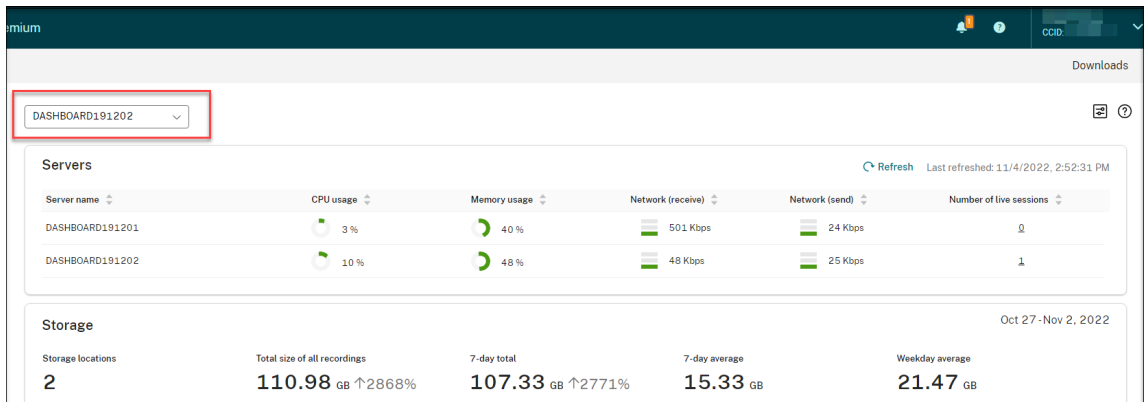 emium
1
CCID:
Downloads
DASHBOARD191202
Servers
Refresh Last refreshed: 11/4/2022, 2:52:31 PM
Server name CPU usage Memory usage Network (receive) Network (send) Number of live sessions
DASHBOARD191201 3 % 40 % 501 Kbps 24 Kbps 0
DASHBOARD191202 10 % 48 % 48 Kbps 25 Kbps 1
Storage
Oct 27 - Nov 2, 2022
Storage locations Total size of all recordings 7-day total 7-day average Weekday average
2 110.98 GB ↑2868% 107.33 GB ↑2771% 15.33 GB 21.47 GB